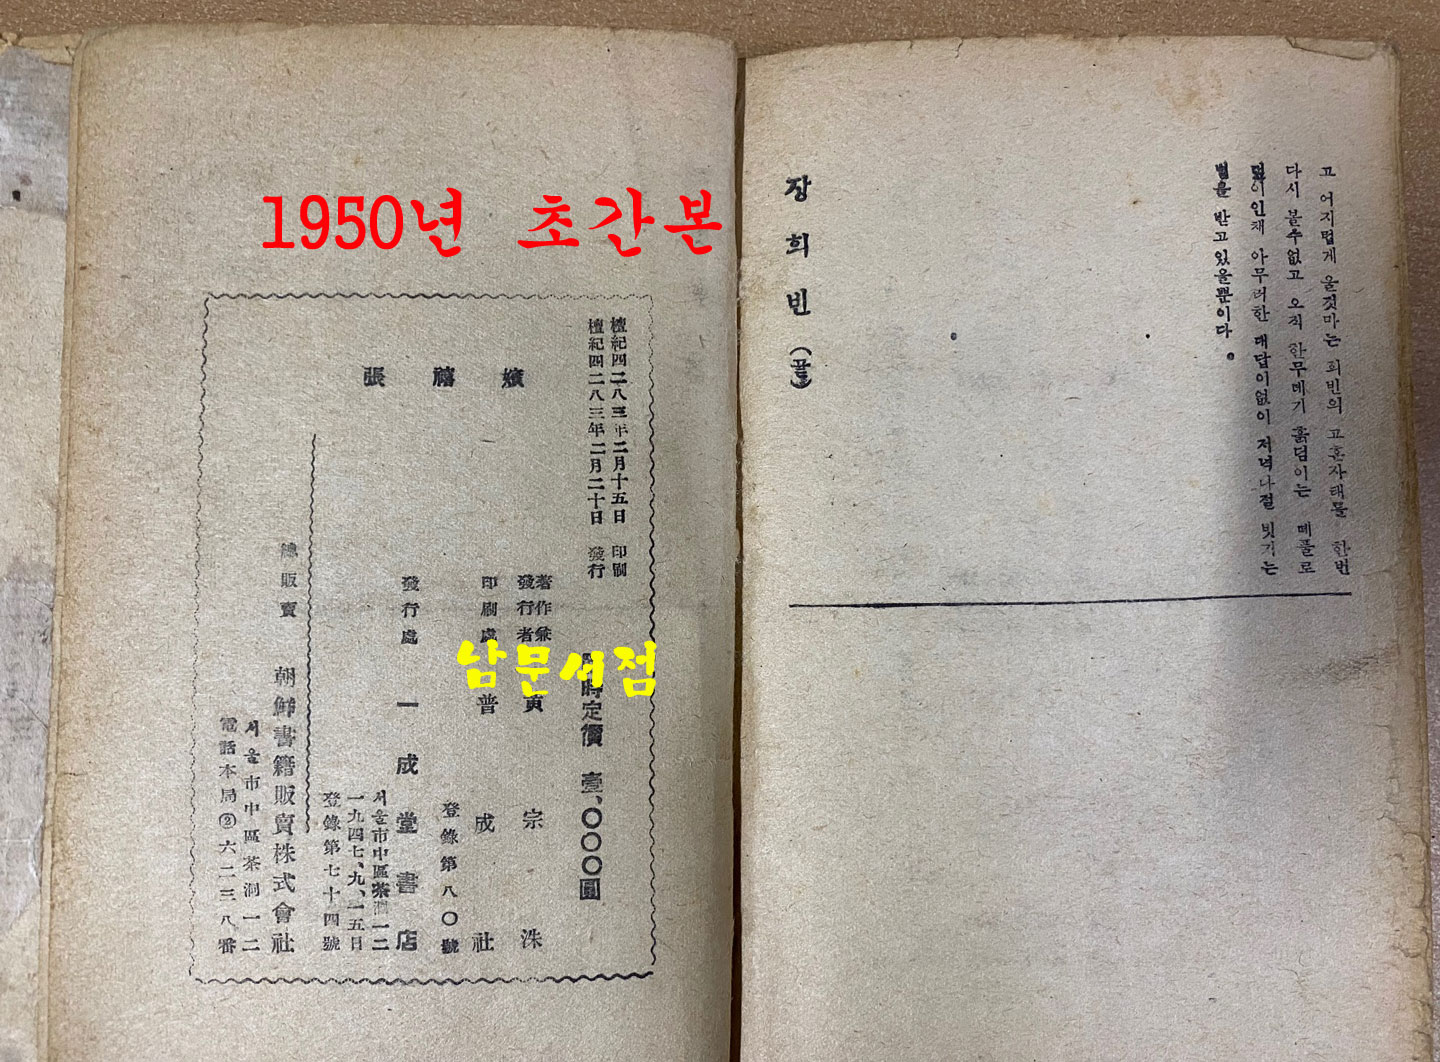 1950년 초간본
남문서점
고 어지럽게 울것마는 희빈의 고혼자태를 한번
다시 볼수없고 오직 한무데기 흙덤이는 떼풀로
덮이인채 아무러한 대답이없이 저녁나절 빗기는
볕을 받고있을뿐이다.
장희빈 (끝)
檀紀四二八三年二月十五日 印刷
檀紀四二八三年二月二十日 發行
時定價 壹、〇〇〇圓
張禧嬪
著作兼
發行者 黃宗洙
印刷處 普成社
登錄第八〇號
發行處 一成堂書店
서울市中區茶洞一二
一九四七、九、一五日
登錄第七十四號
總販賣 朝鮮書籍販賣株式會社
서울市中區茶洞一二
電話本局②六二三八番